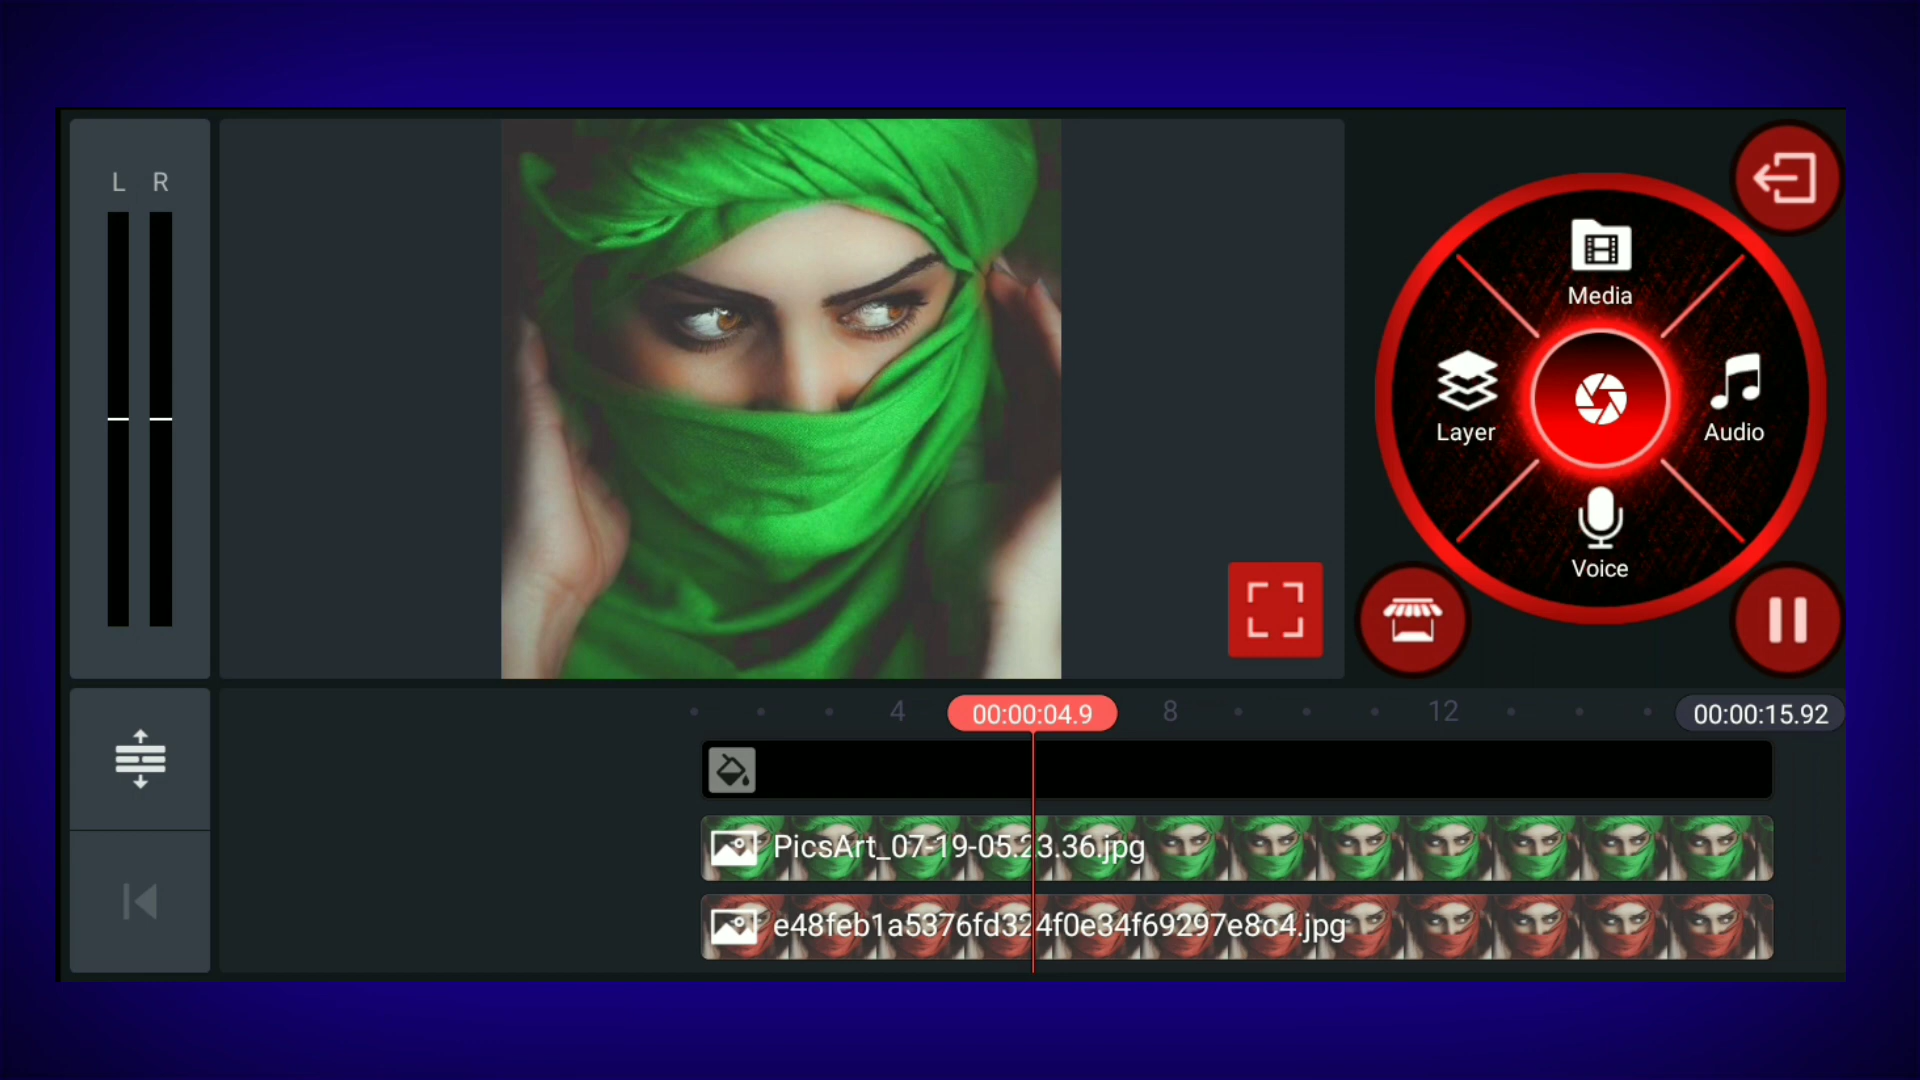 L R
Media
Layer
Audio
Voice
4 00:00:04.9 8 12 00:00:15.92
PicsArt_07-19-05.23.36.jpg
e48feb1a5376fd324f0e34f69297e8c4.jpg